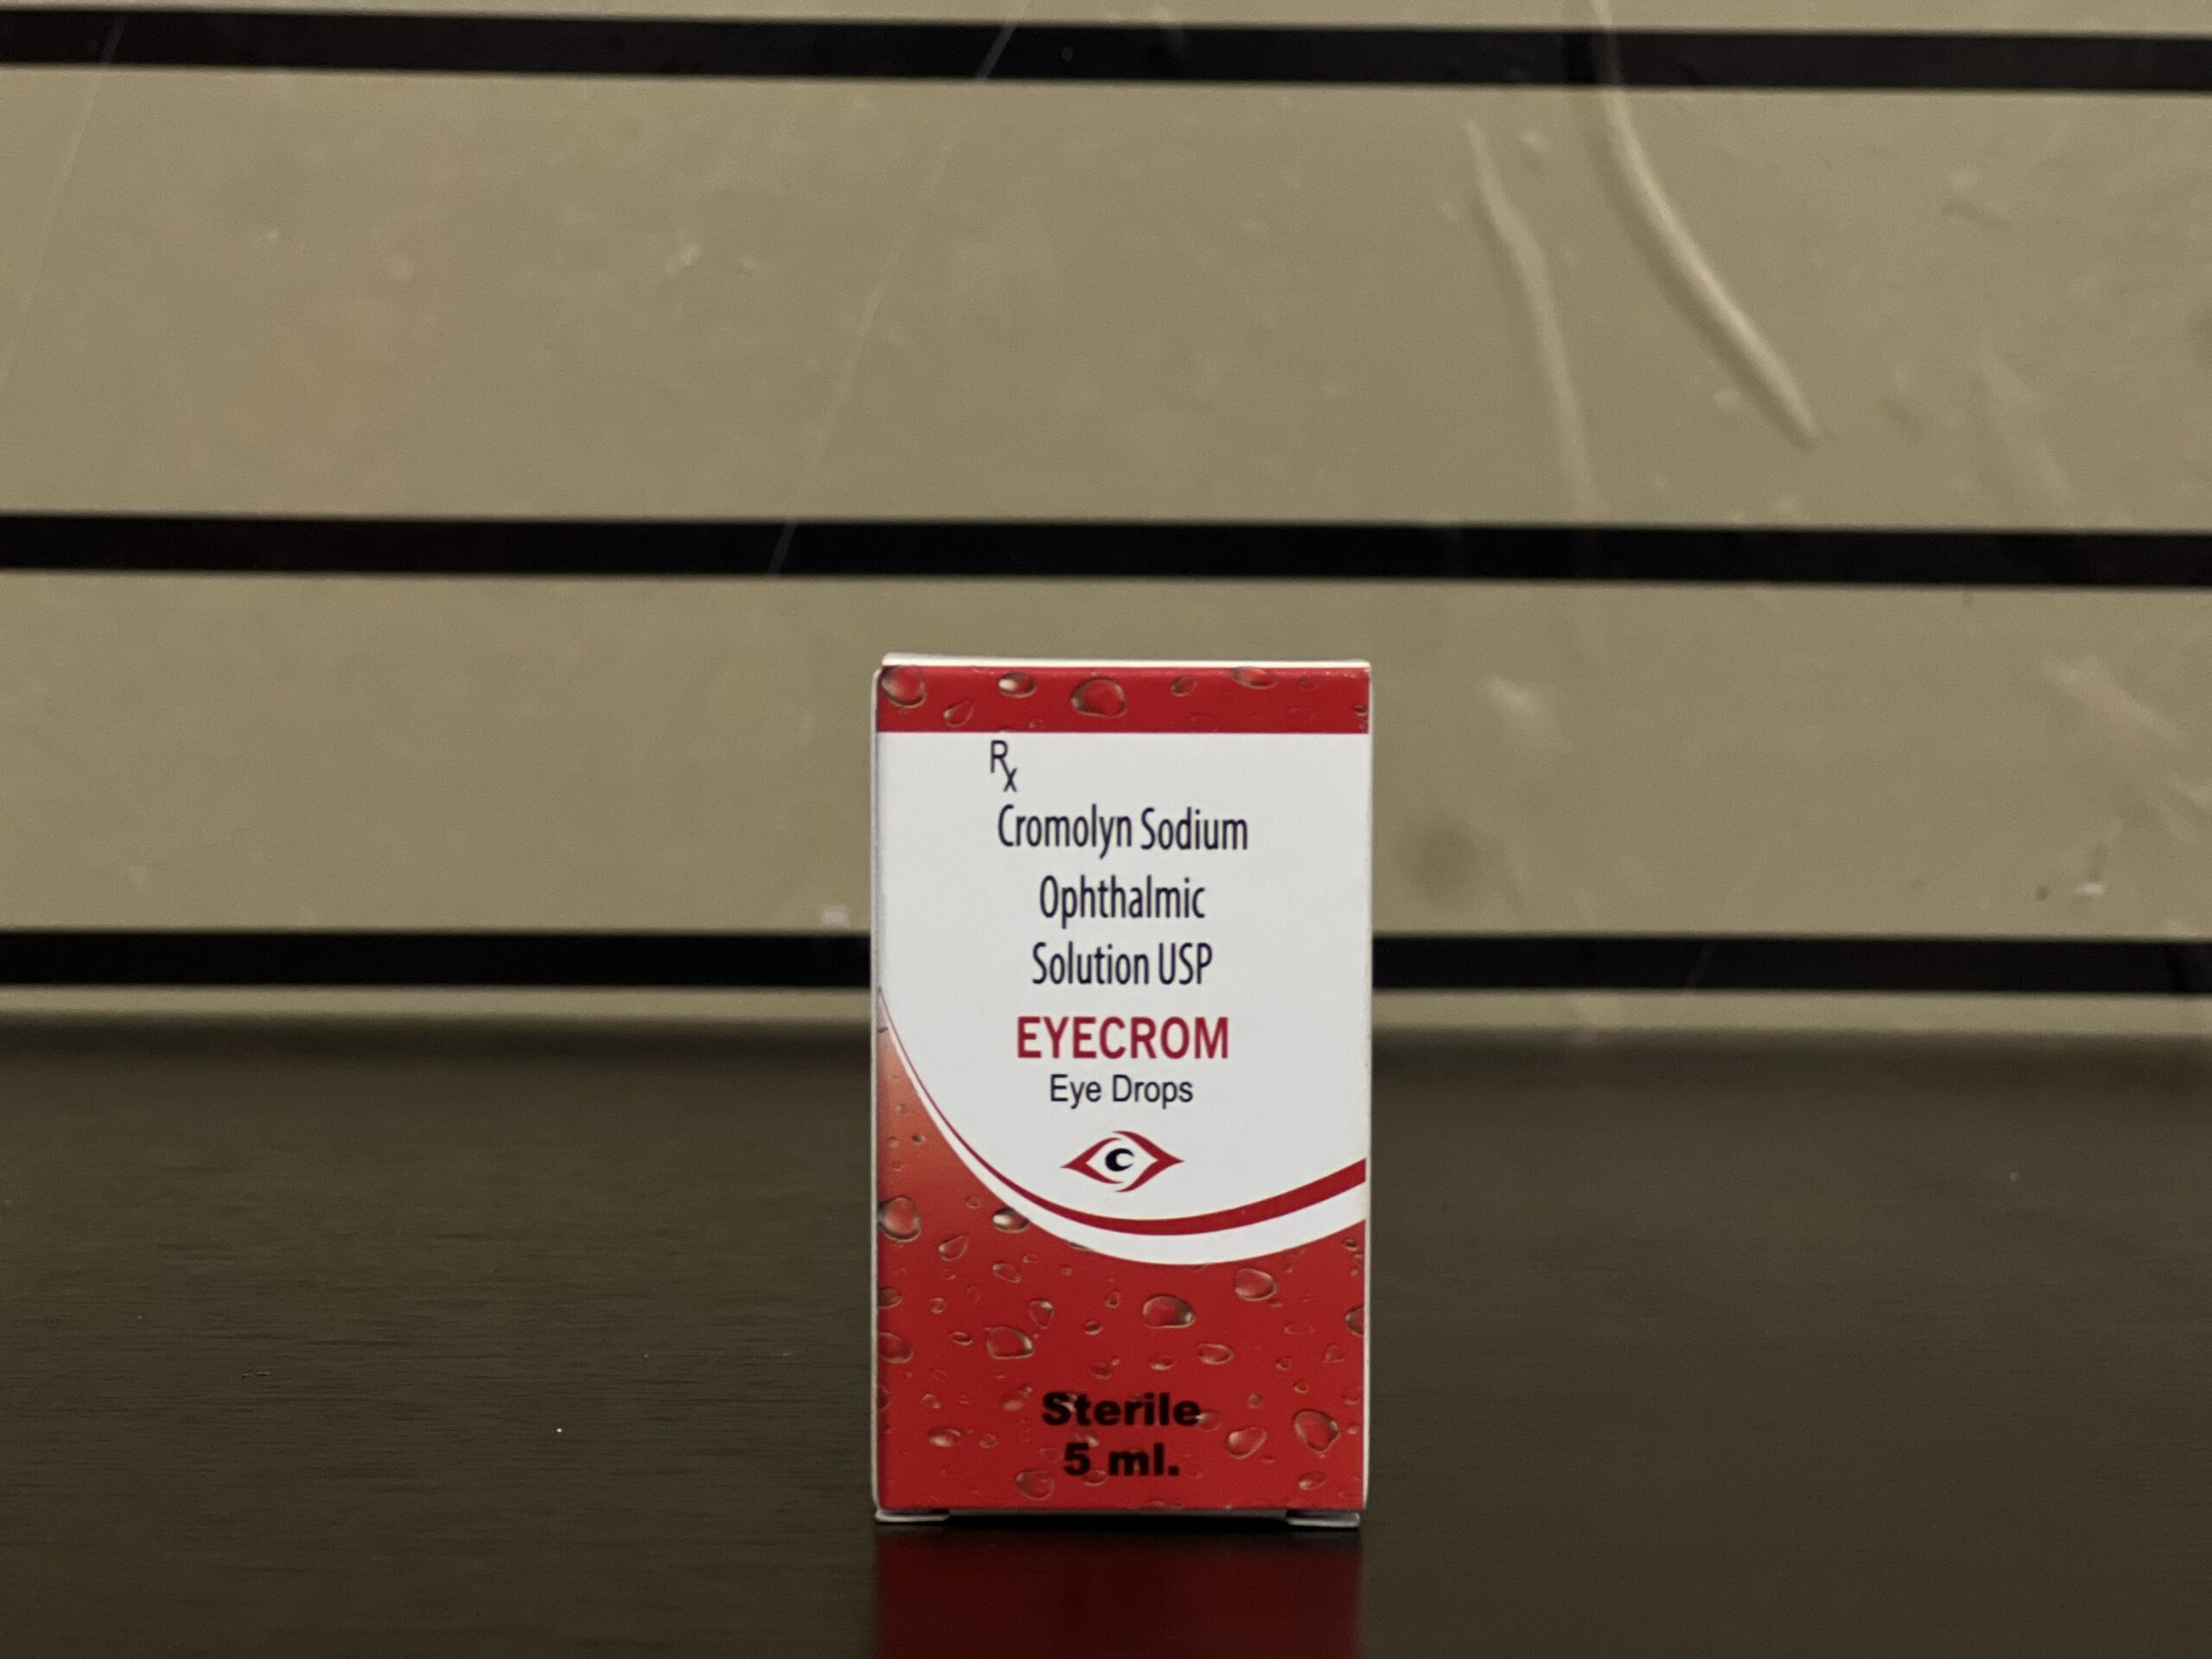 Rx
Cromolyn Sodium
Ophthalmic
Solution USP
EYECROM
Eye Drops
C
Sterile
5 ml.